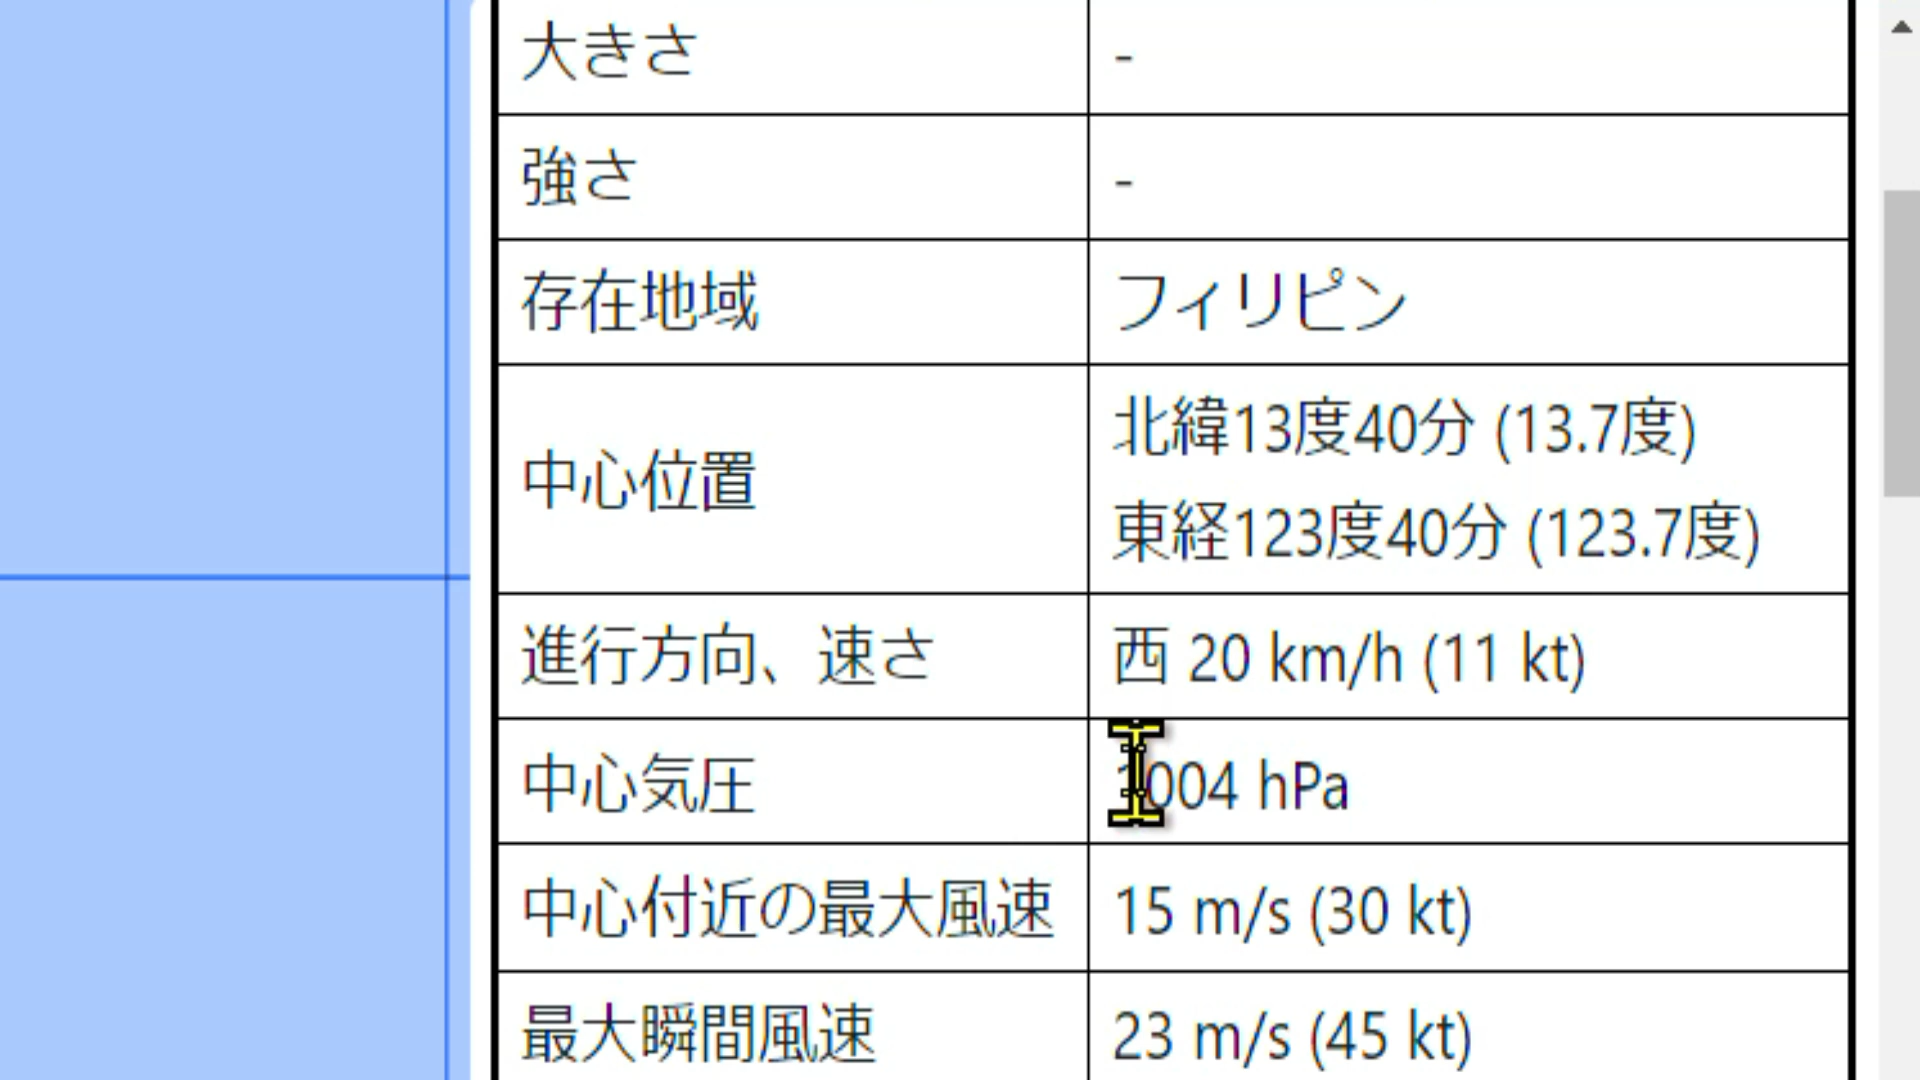 大きさ -
強さ -
存在地域 フィリピン
中心位置 北緯13度40分 (13.7度)
東経123度40分 (123.7度)
進行方向、速さ 西 20 km/h (11 kt)
中心気圧 1004 hPa
中心付近の最大風速 15 m/s (30 kt)
最大瞬間風速 23 m/s (45 kt)